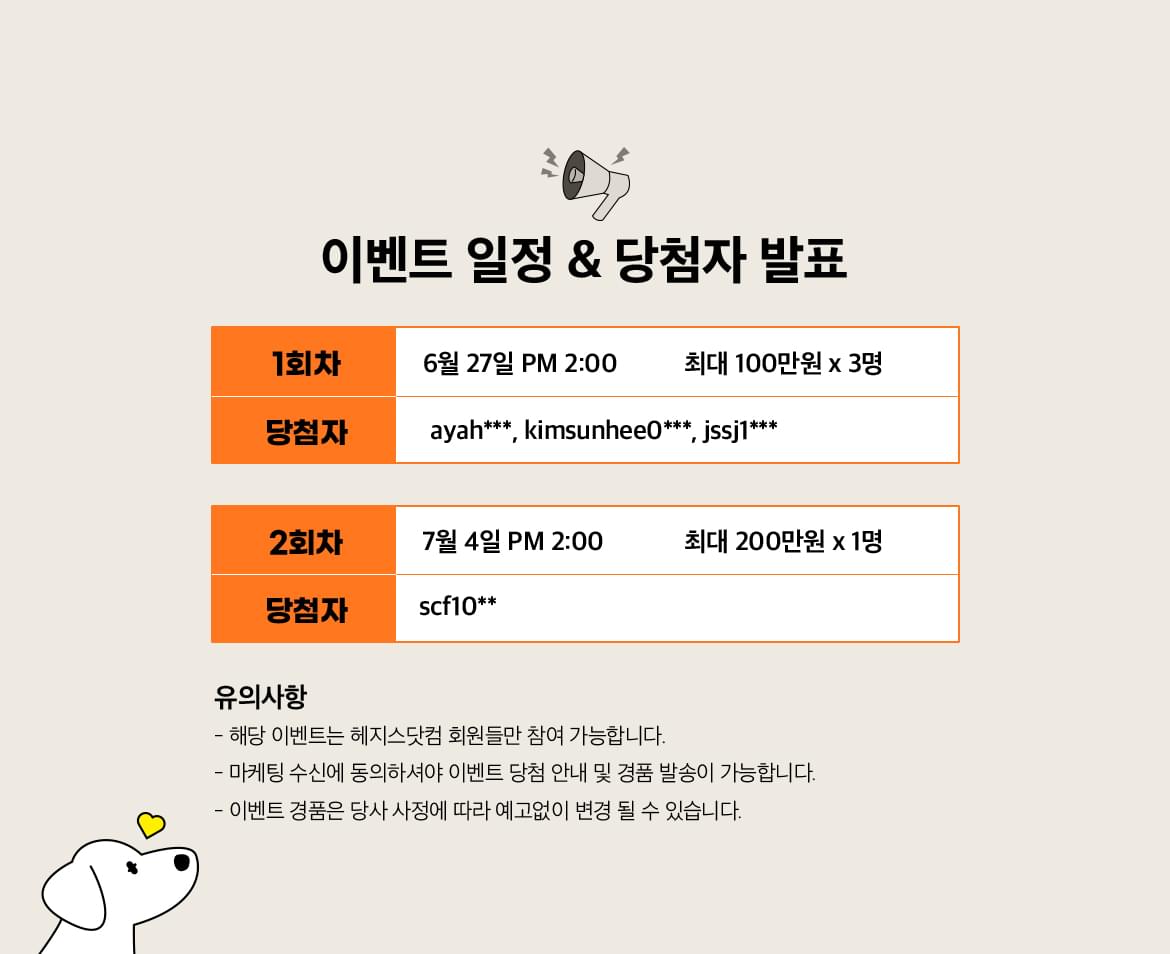 이벤트 일정 & 당첨자 발표
1회차 6월 27일 PM 2:00 최대 100만원 x 3명
당첨자 ayah***, kimsunhee0***, jssj1***
2회차 7월 4일 PM 2:00 최대 200만원 x 1명
당첨자 scf10**
유의사항
- 해당 이벤트는 헤지스닷컴 회원들만 참여 가능합니다.
- 마케팅 수신에 동의하셔야 이벤트 당첨 안내 및 경품 발송이 가능합니다.
- 이벤트 경품은 당사 사정에 따라 예고없이 변경 될 수 있습니다.